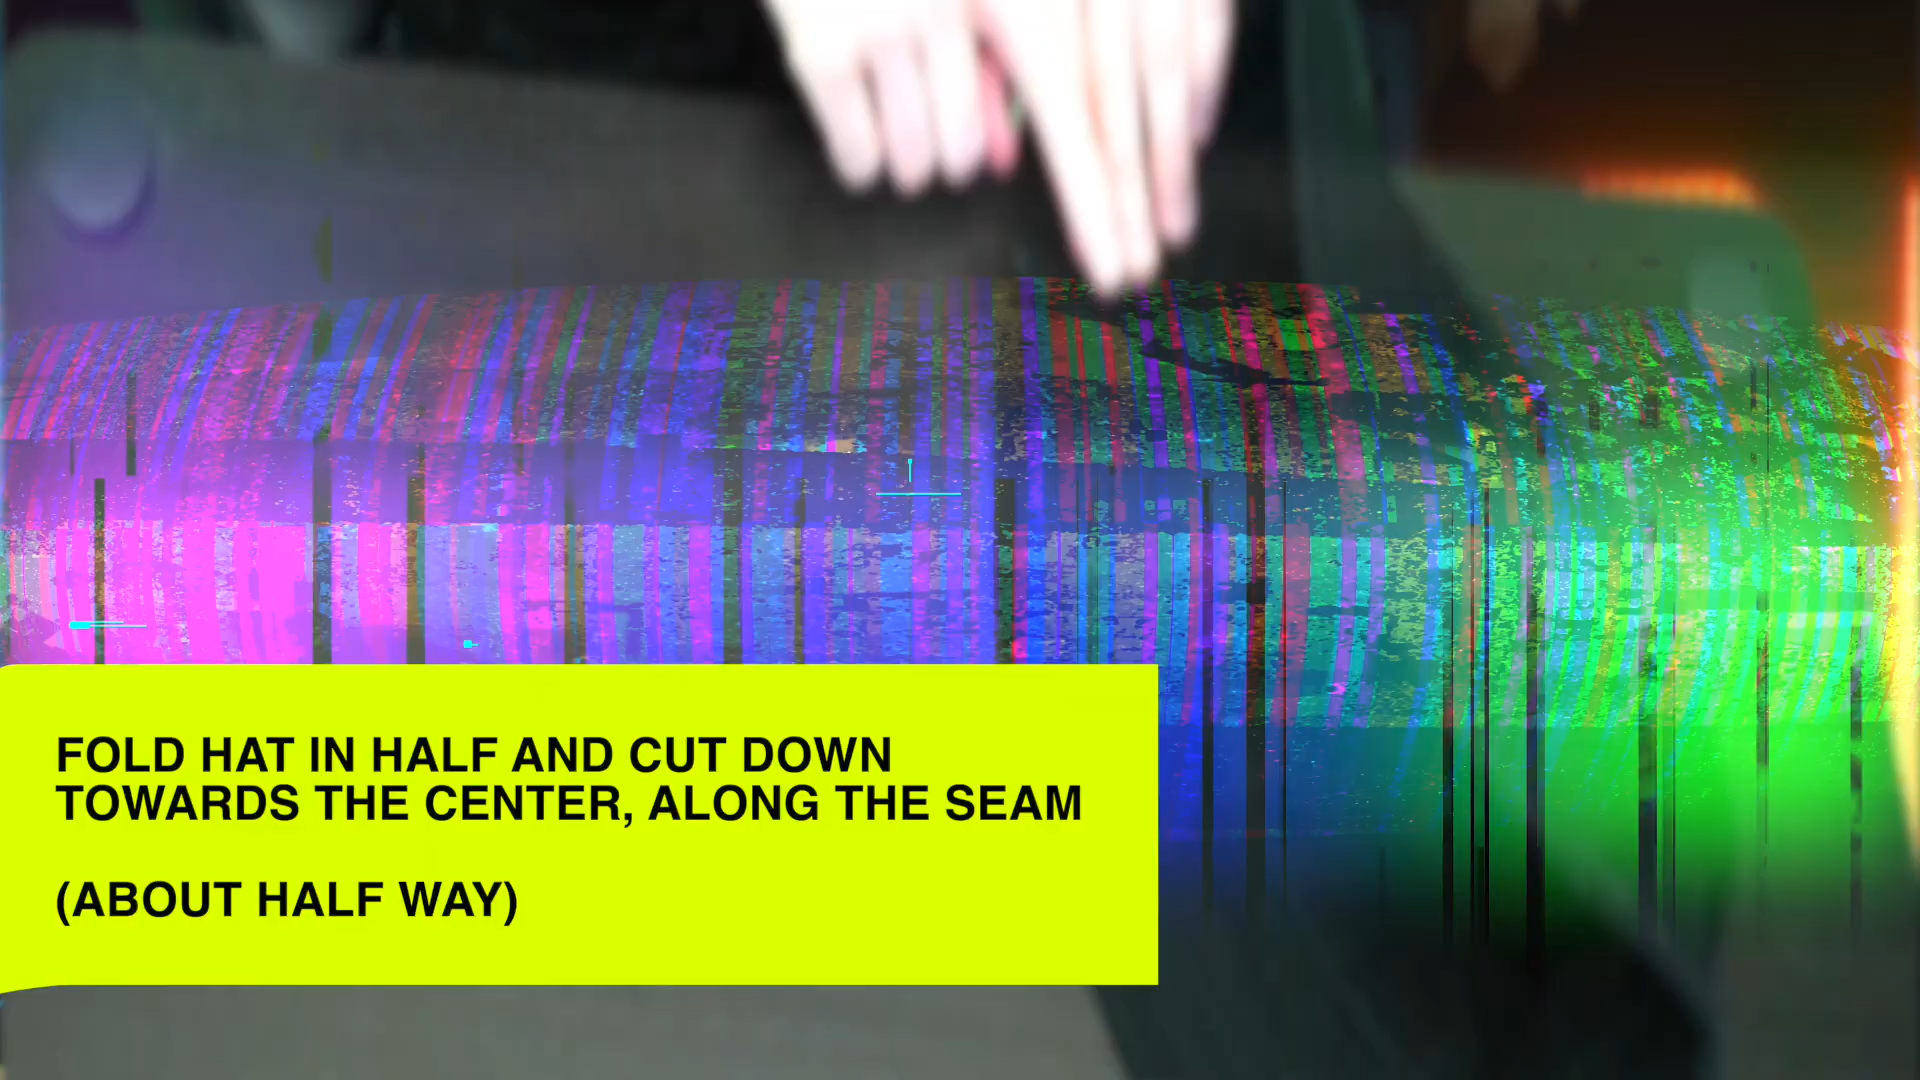 FOLD HAT IN HALF AND CUT DOWN
TOWARDS THE CENTER, ALONG THE SEAM
(ABOUT HALF WAY)